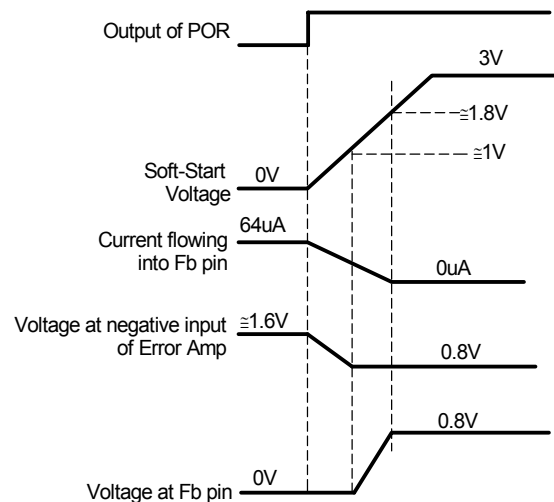 Output of POR
3V
≅1.8V
≅1V
Soft-Start
Voltage
0V
64uA
Current flowing
into Fb pin
0uA
Voltage at negative input
of Error Amp
≅1.6V
0.8V
0.8V
Voltage at Fb pin
0V